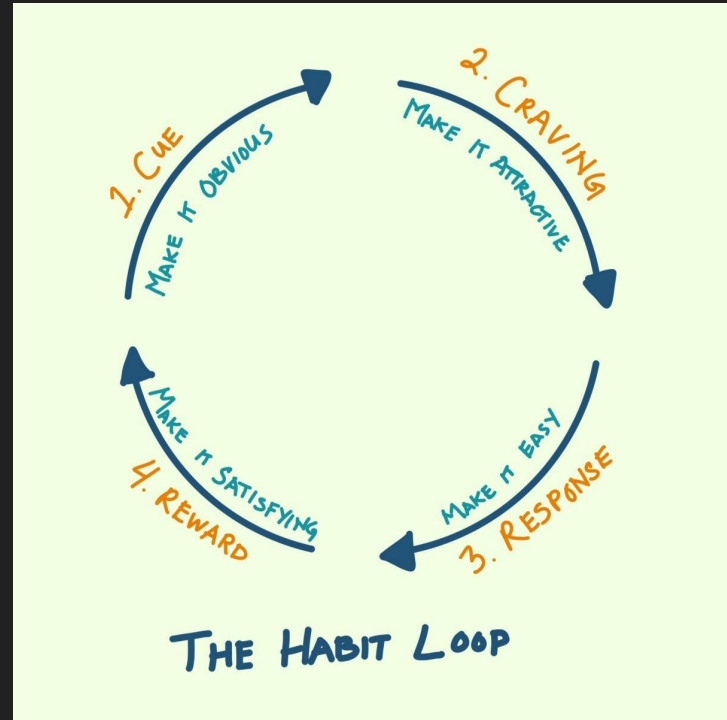 1. CUE
MAKE IT OBVIOUS
2. CRAVING
MAKE IT ATTRACTIVE
3. RESPONSE
MAKE IT EASY
4. REWARD
MAKE IT SATISFYING
THE HABIT LOOP